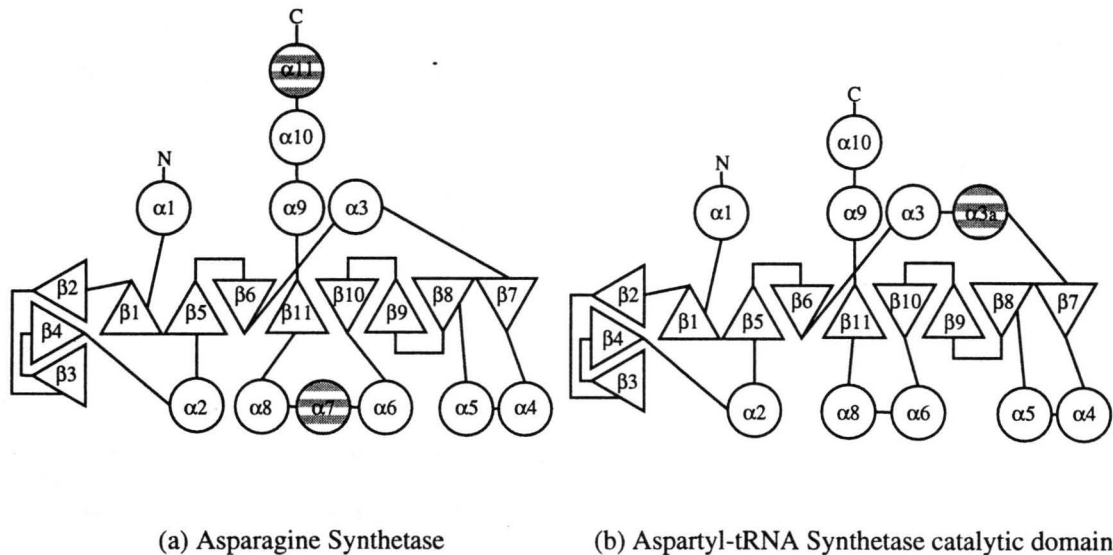 C
α11
α10
N
α1
α9
α3
β2
β1
β5
β6
β11
β10
β9
β8
β7
β4
β3
α2
α8
α7
α6
α5
α4
(a) Asparagine Synthetase
C
α10
N
α1
α9
α3
α3a
β2
β1
β5
β6
β11
β10
β9
β8
β7
β4
β3
α2
α8
α6
α5
α4
(b) Aspartyl-tRNA Synthetase catalytic domain